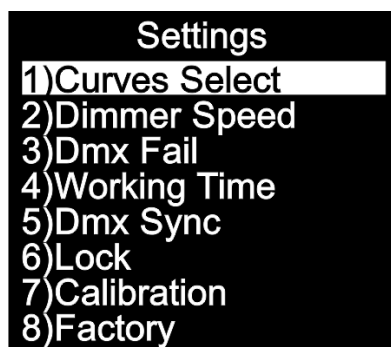 Settings
1)Curves Select
2)Dimmer Speed
3)Dmx Fail
4)Working Time
5)Dmx Sync
6)Lock
7)Calibration
8)Factory